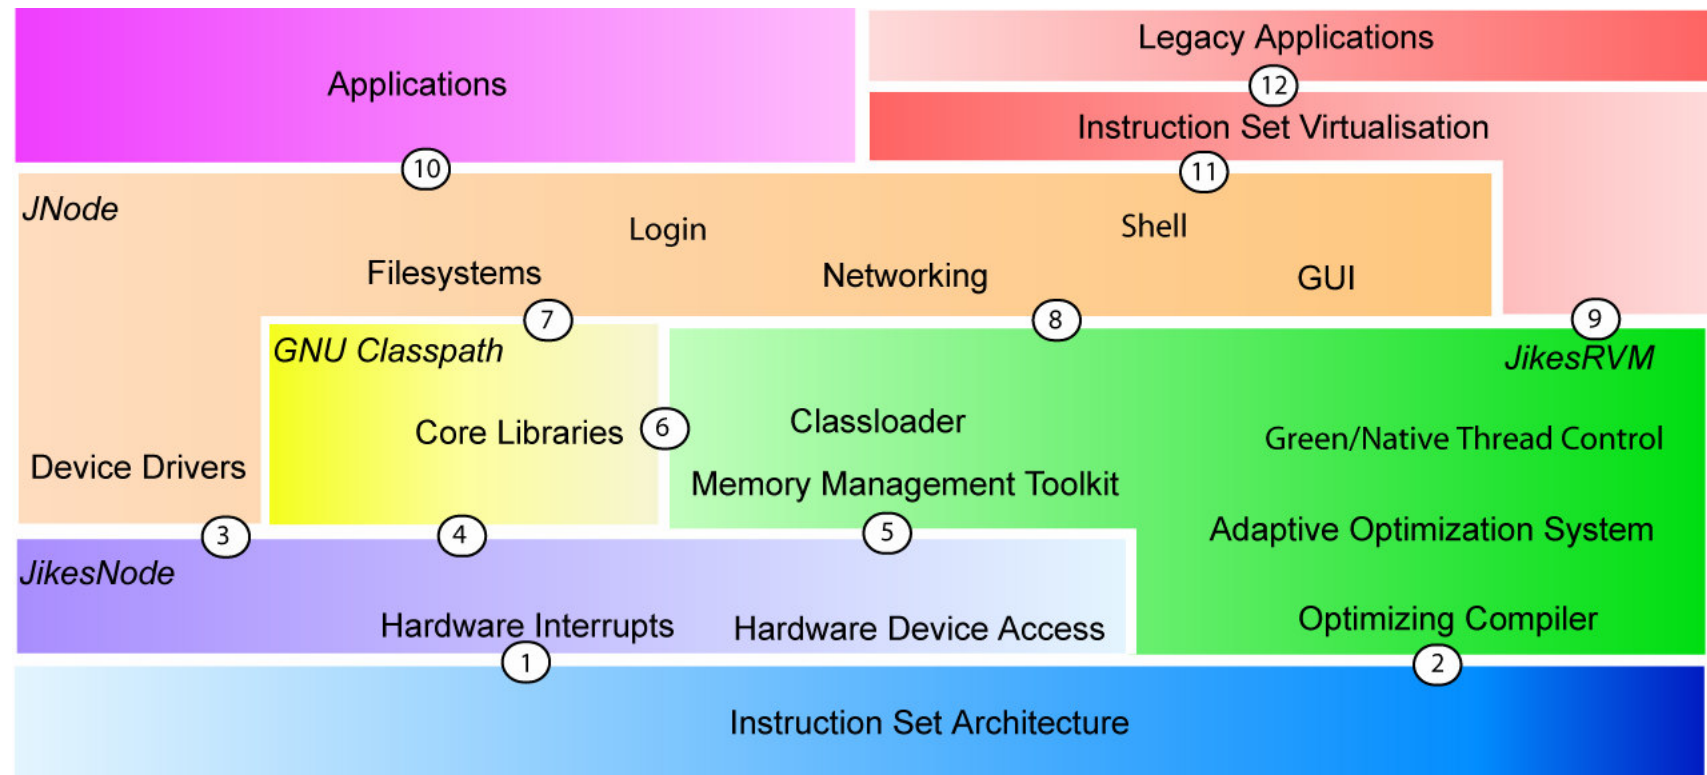 Legacy Applications
Applications
12
Instruction Set Virtualisation
10
11
JNode
Login
Shell
Filesystems
Networking
GUI
7
8
9
GNU Classpath
JikesRVM
Core Libraries
6
Classloader
Green/Native Thread Control
Device Drivers
Memory Management Toolkit
3
4
5
Adaptive Optimization System
JikesNode
Hardware Interrupts
Hardware Device Access
Optimizing Compiler
1
2
Instruction Set Architecture